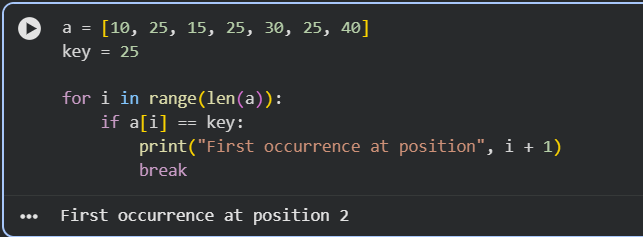 a = [10, 25, 15, 25, 30, 25, 40]
key = 25
for i in range(len(a)):
    if a[i] == key:
        print("First occurrence at position", i + 1)
        break
First occurrence at position 2